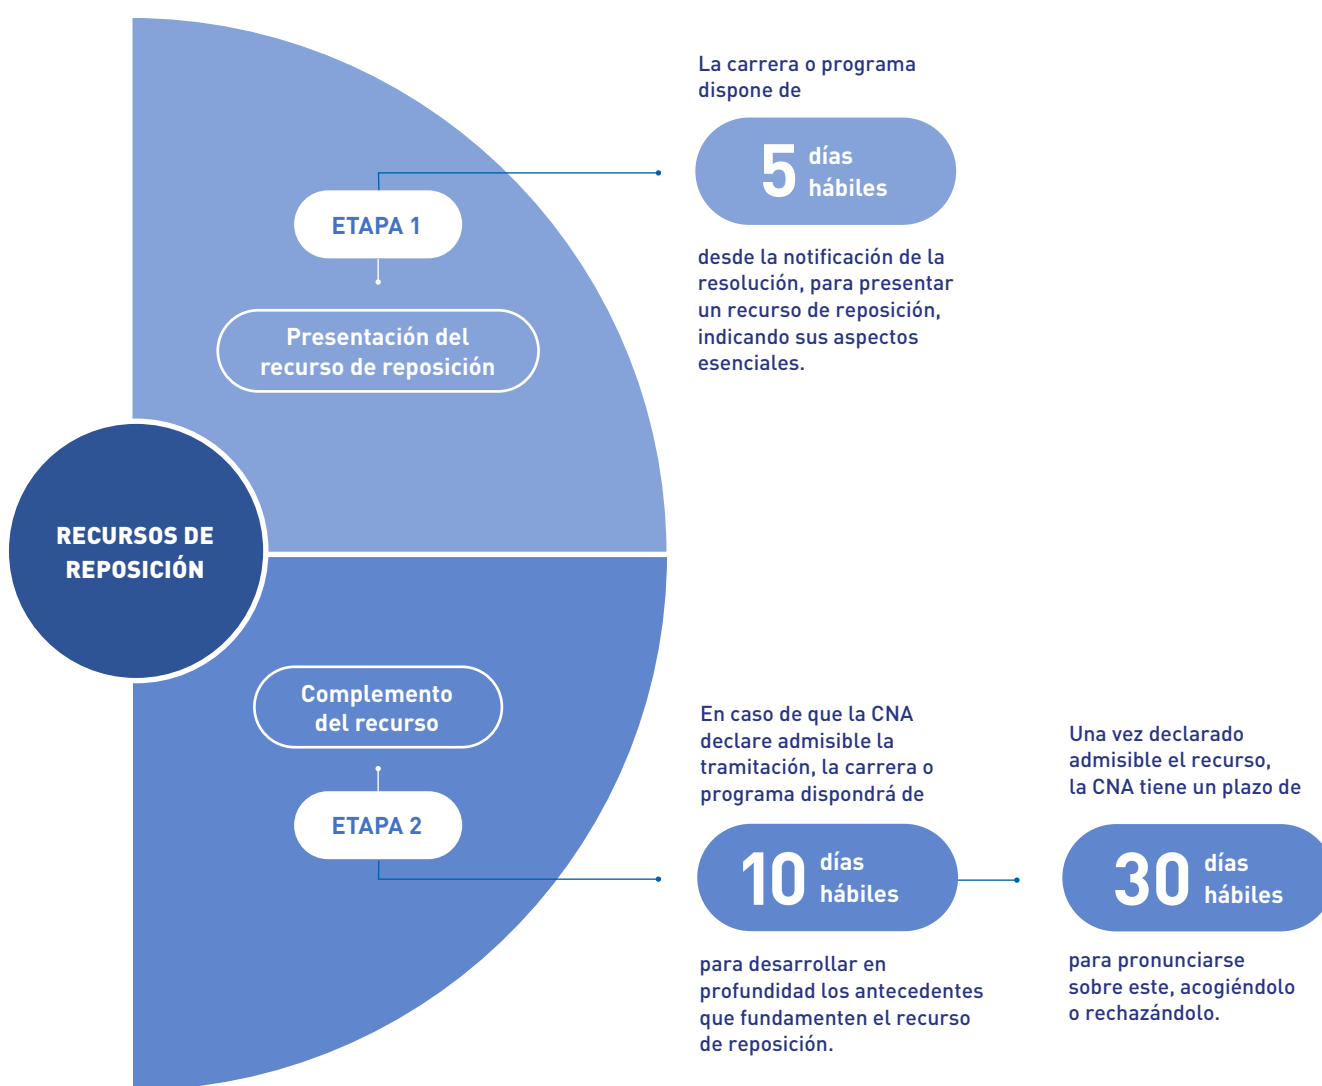 RECURSOS DE
REPOSICIÓN
ETAPA 1
Presentación del
recurso de reposición
La carrera o programa
dispone de
5 días
hábiles
desde la notificación de la
resolución, para presentar
un recurso de reposición,
indicando sus aspectos
esenciales.
Complemento
del recurso
ETAPA 2
En caso de que la CNA
declare admisible la
tramitación, la carrera o
programa dispondrá de
10 días
hábiles
para desarrollar en
profundidad los antecedentes
que fundamenten el recurso
de reposición.
Una vez declarado
admisible el recurso,
la CNA tiene un plazo de
30 días
hábiles
para pronunciarse
sobre este, acogiéndolo
o rechazándolo.